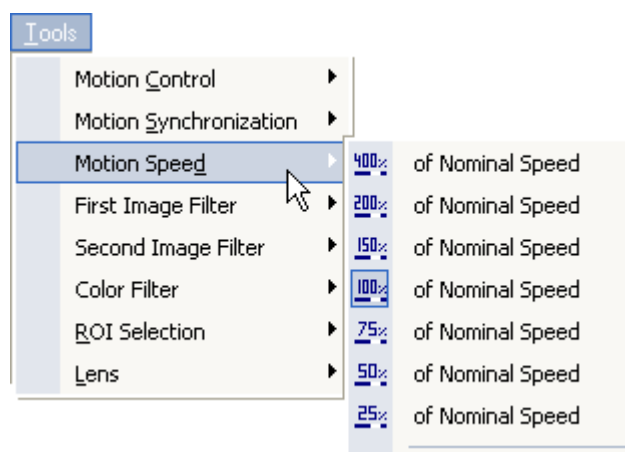 Tools
Motion Control
Motion Synchronization
Motion Speed
First Image Filter
Second Image Filter
Color Filter
ROI Selection
Lens
400% of Nominal Speed
200% of Nominal Speed
150% of Nominal Speed
100% of Nominal Speed
75% of Nominal Speed
50% of Nominal Speed
25% of Nominal Speed